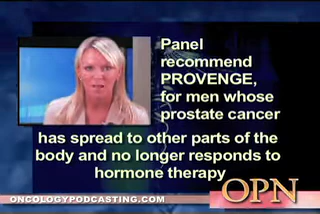 Panel
recommend
PROVENGE,
for men whose
prostate cancer
has spread to other parts of the
body and no longer responds to
hormone therapy
ONCOLOGYPODCASTING.COM
OPN